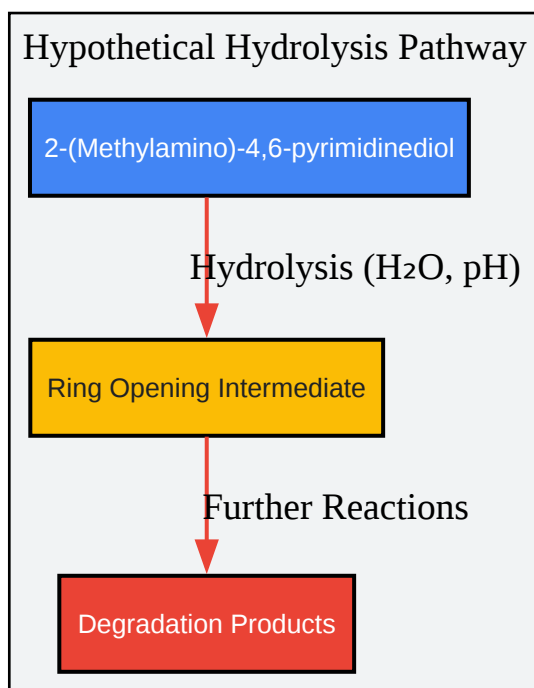 Hypothetical Hydrolysis Pathway
2-(Methylamino)-4,6-pyrimidinediol
Hydrolysis (H₂O, pH)
Ring Opening Intermediate
Further Reactions
Degradation Products